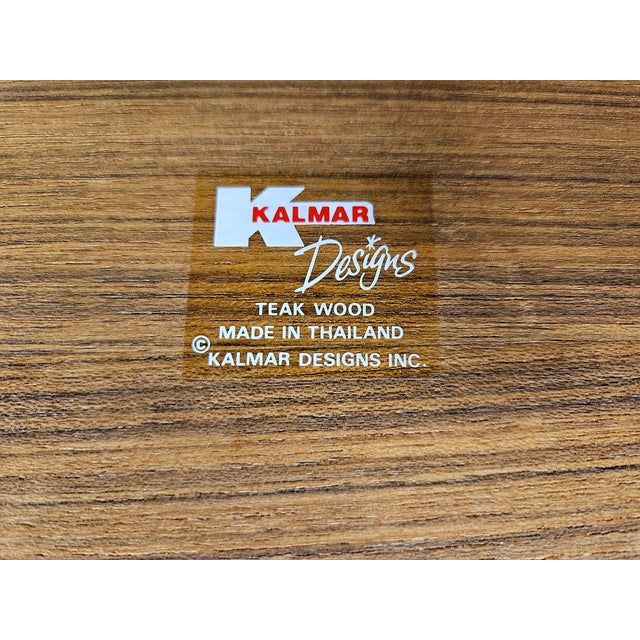 K KALMAR
Designs
TEAK WOOD
MADE IN THAILAND
© KALMAR DESIGNS INC.